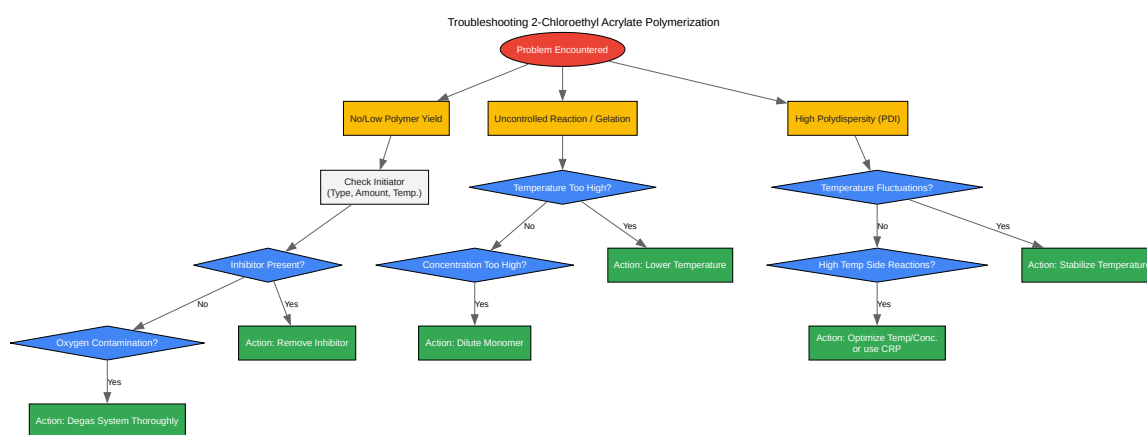 Troubleshooting 2-Chloroethyl Acrylate Polymerization
Problem Encountered
No/Low Polymer Yield
Uncontrolled Reaction / Gelation
High Polydispersity (PDI)
Check Initiator
(Type, Amount, Temp.)
Temperature Too High?
Temperature Fluctuations?
No
Yes
No
Yes
Inhibitor Present?
Concentration Too High?
Action: Lower Temperature
High Temp Side Reactions?
Action: Stabilize Temperature
No
Yes
Yes
Yes
Oxygen Contamination?
Action: Remove Inhibitor
Action: Dilute Monomer
Action: Optimize Temp/Conc.
or use CRP
Yes
Action: Degas System Thoroughly